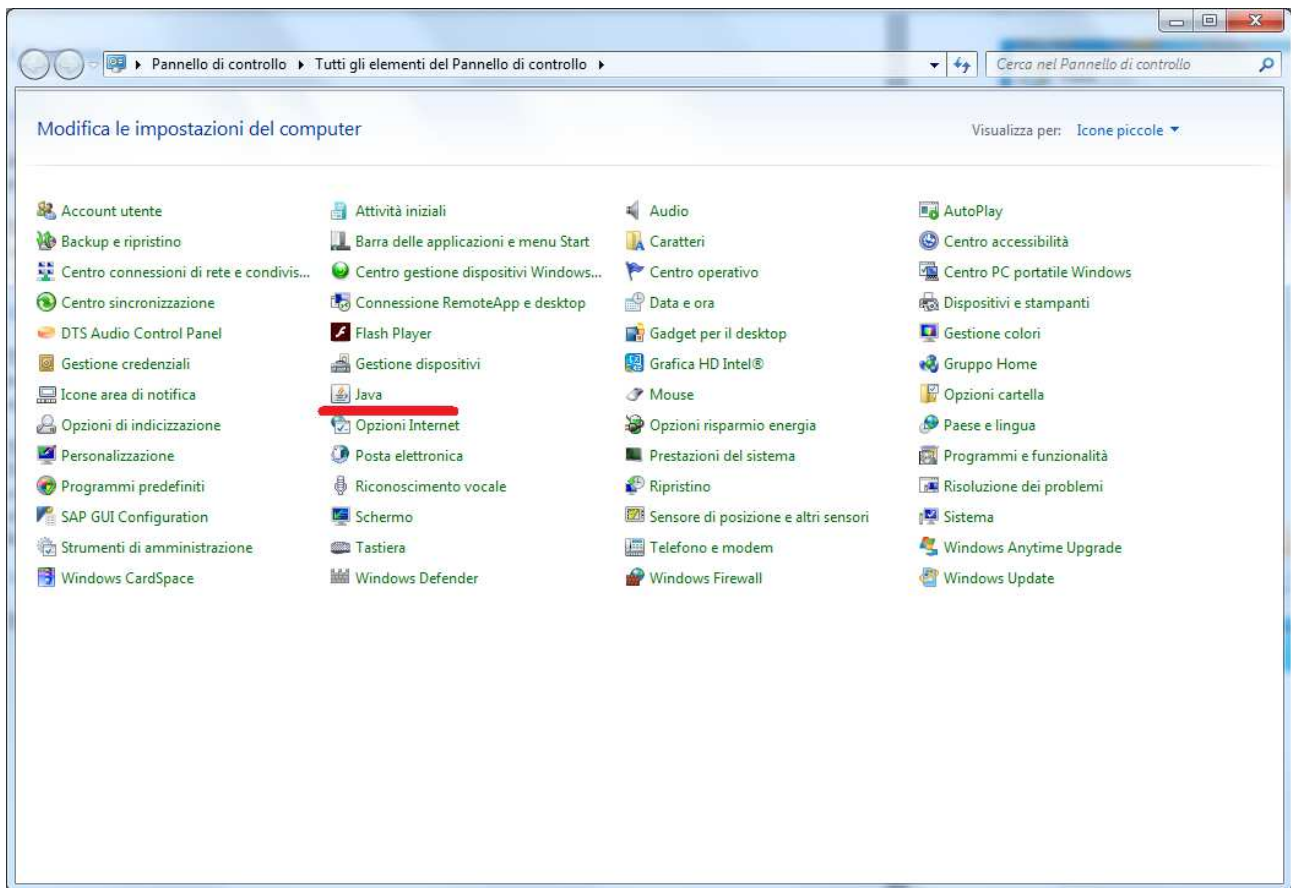 Pannello di controllo Tutti gli elementi del Pannello di controllo Cerca nel Pannello di controllo
Modifica le impostazioni del computer Visualizza per: Icone piccole
Account utente Attività iniziali Audio AutoPlay
Backup e ripristino Barra delle applicazioni e menu Start Caratteri Centro accessibilità
Centro connessioni di rete e condivis... Centro gestione dispositivi Windows... Centro operativo Centro PC portatile Windows
Centro sincronizzazione Connessione RemoteApp e desktop Data e ora Dispositivi e stampanti
DTS Audio Control Panel Flash Player Gadget per il desktop Gestione colori
Gestione credenziali Gestione dispositivi Grafica HD Intel® Gruppo Home
Icone area di notifica Java Mouse Opzioni cartella
Opzioni di indicizzazione Opzioni Internet Opzioni risparmio energia Paese e lingua
Personalizzazione Posta elettronica Prestazioni del sistema Programmi e funzionalità
Programmi predefiniti Riconoscimento vocale Ripristino Risoluzione dei problemi
SAP GUI Configuration Schermo Sensore di posizione e altri sensori Sistema
Strumenti di amministrazione Tastiera Telefono e modem Windows Anytime Upgrade
Windows CardSpace Windows Defender Windows Firewall Windows Update